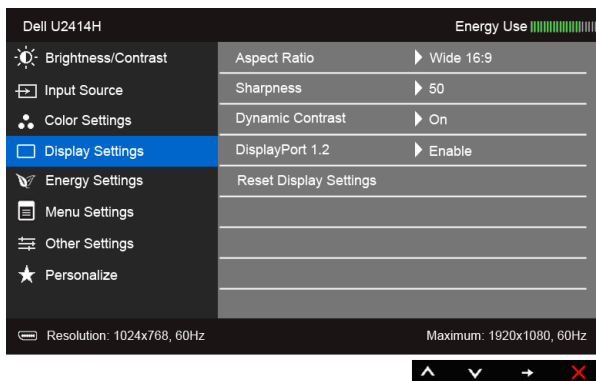 Dell U2414H Energy Use
Brightness/Contrast Aspect Ratio Wide 16:9
Input Source Sharpness 50
Color Settings Dynamic Contrast On
Display Settings DisplayPort 1.2 Enable
Energy Settings Reset Display Settings
Menu Settings
Other Settings
Personalize
Resolution: 1024x768, 60Hz Maximum: 1920x1080, 60Hz